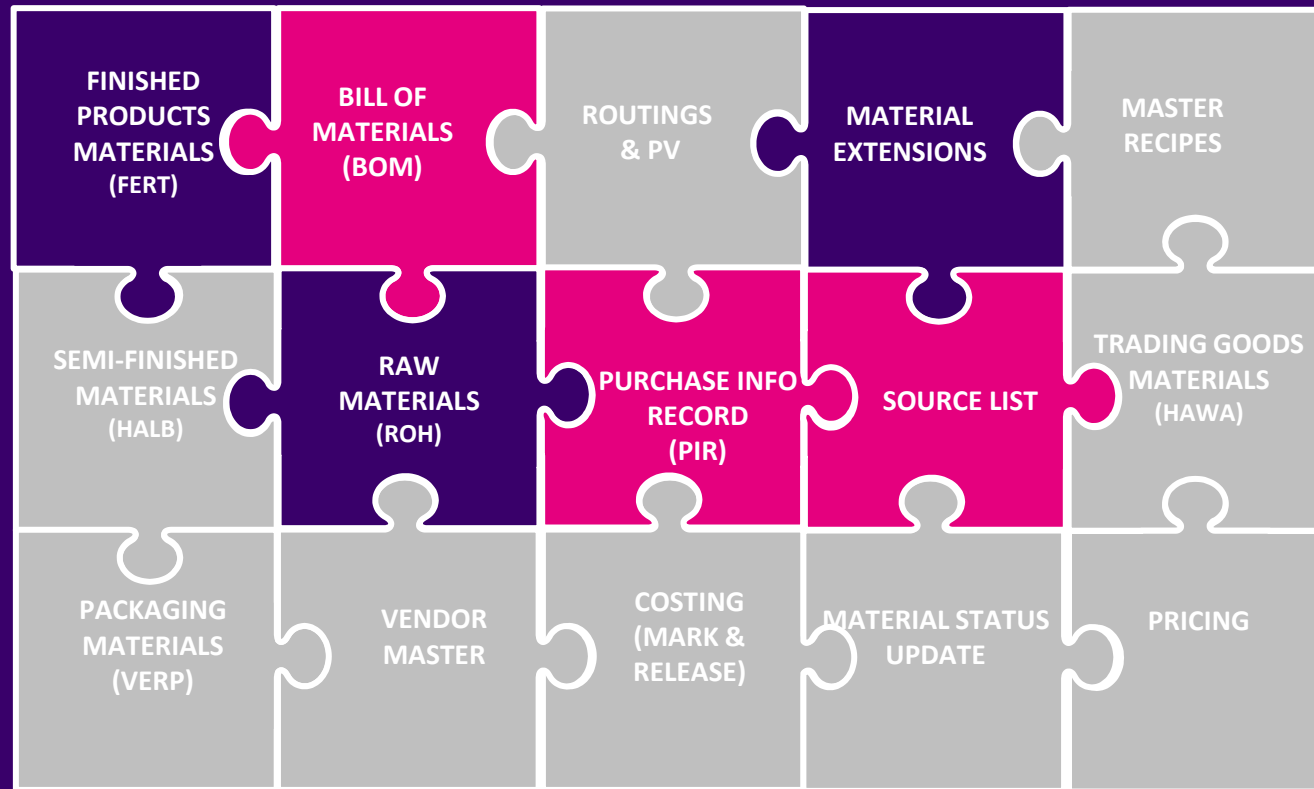 FINISHED
PRODUCTS
MATERIALS
(FERT)
BILL OF
MATERIALS
(BOM)
ROUTINGS
& PV
MATERIAL
EXTENSIONS
MASTER
RECIPES
SEMI-FINISHED
MATERIALS
(HALB)
RAW
MATERIALS
(ROH)
PURCHASE INFO
RECORD
(PIR)
SOURCE LIST
TRADING GOODS
MATERIALS
(HAWA)
PACKAGING
MATERIALS
(VERP)
VENDOR
MASTER
COSTING
(MARK &
RELEASE)
MATERIAL STATUS
UPDATE
PRICING